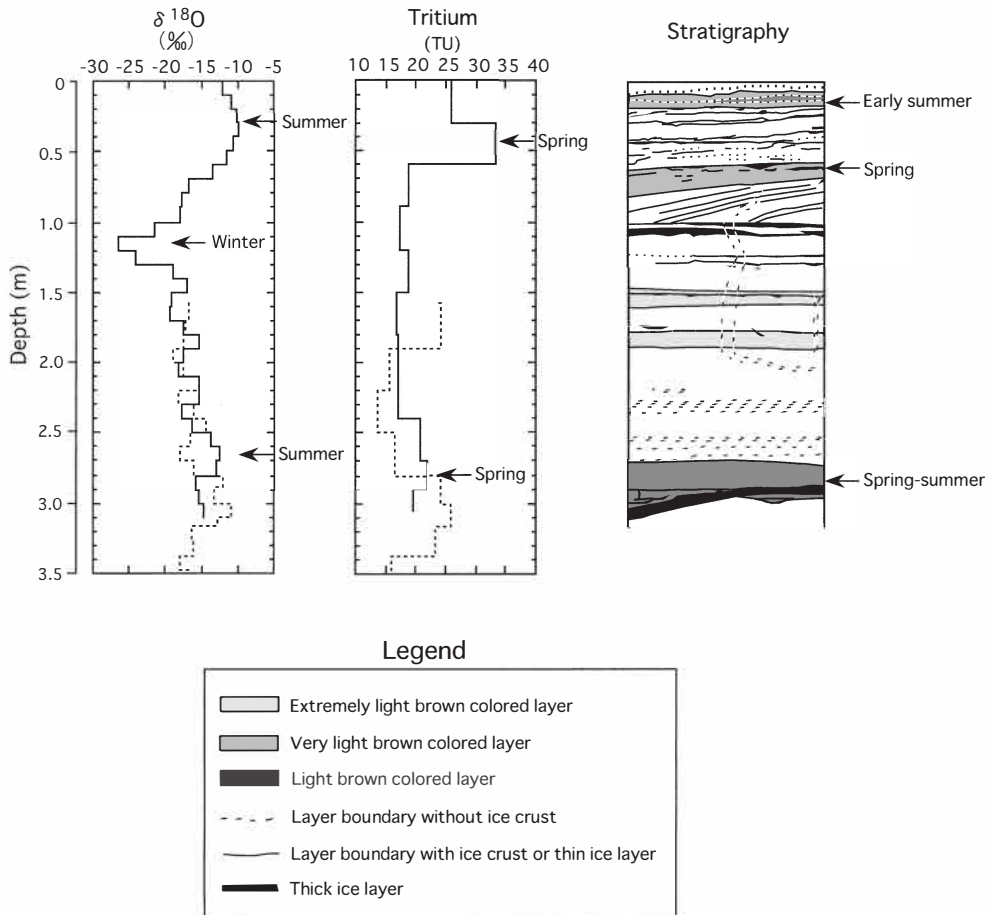 δ 18O
(‰)
-30 -25 -20 -15 -10 -5
Tritium
(TU)
10 15 20 25 30 35 40
Stratigraphy
Depth (m)
0
0.5
1.0
1.5
2.0
2.5
3.0
3.5
Summer
Winter
Summer
Spring
Spring
Early summer
Spring
Spring-summer
Legend
Extremely light brown colored layer
Very light brown colored layer
Light brown colored layer
Layer boundary without ice crust
Layer boundary with ice crust or thin ice layer
Thick ice layer